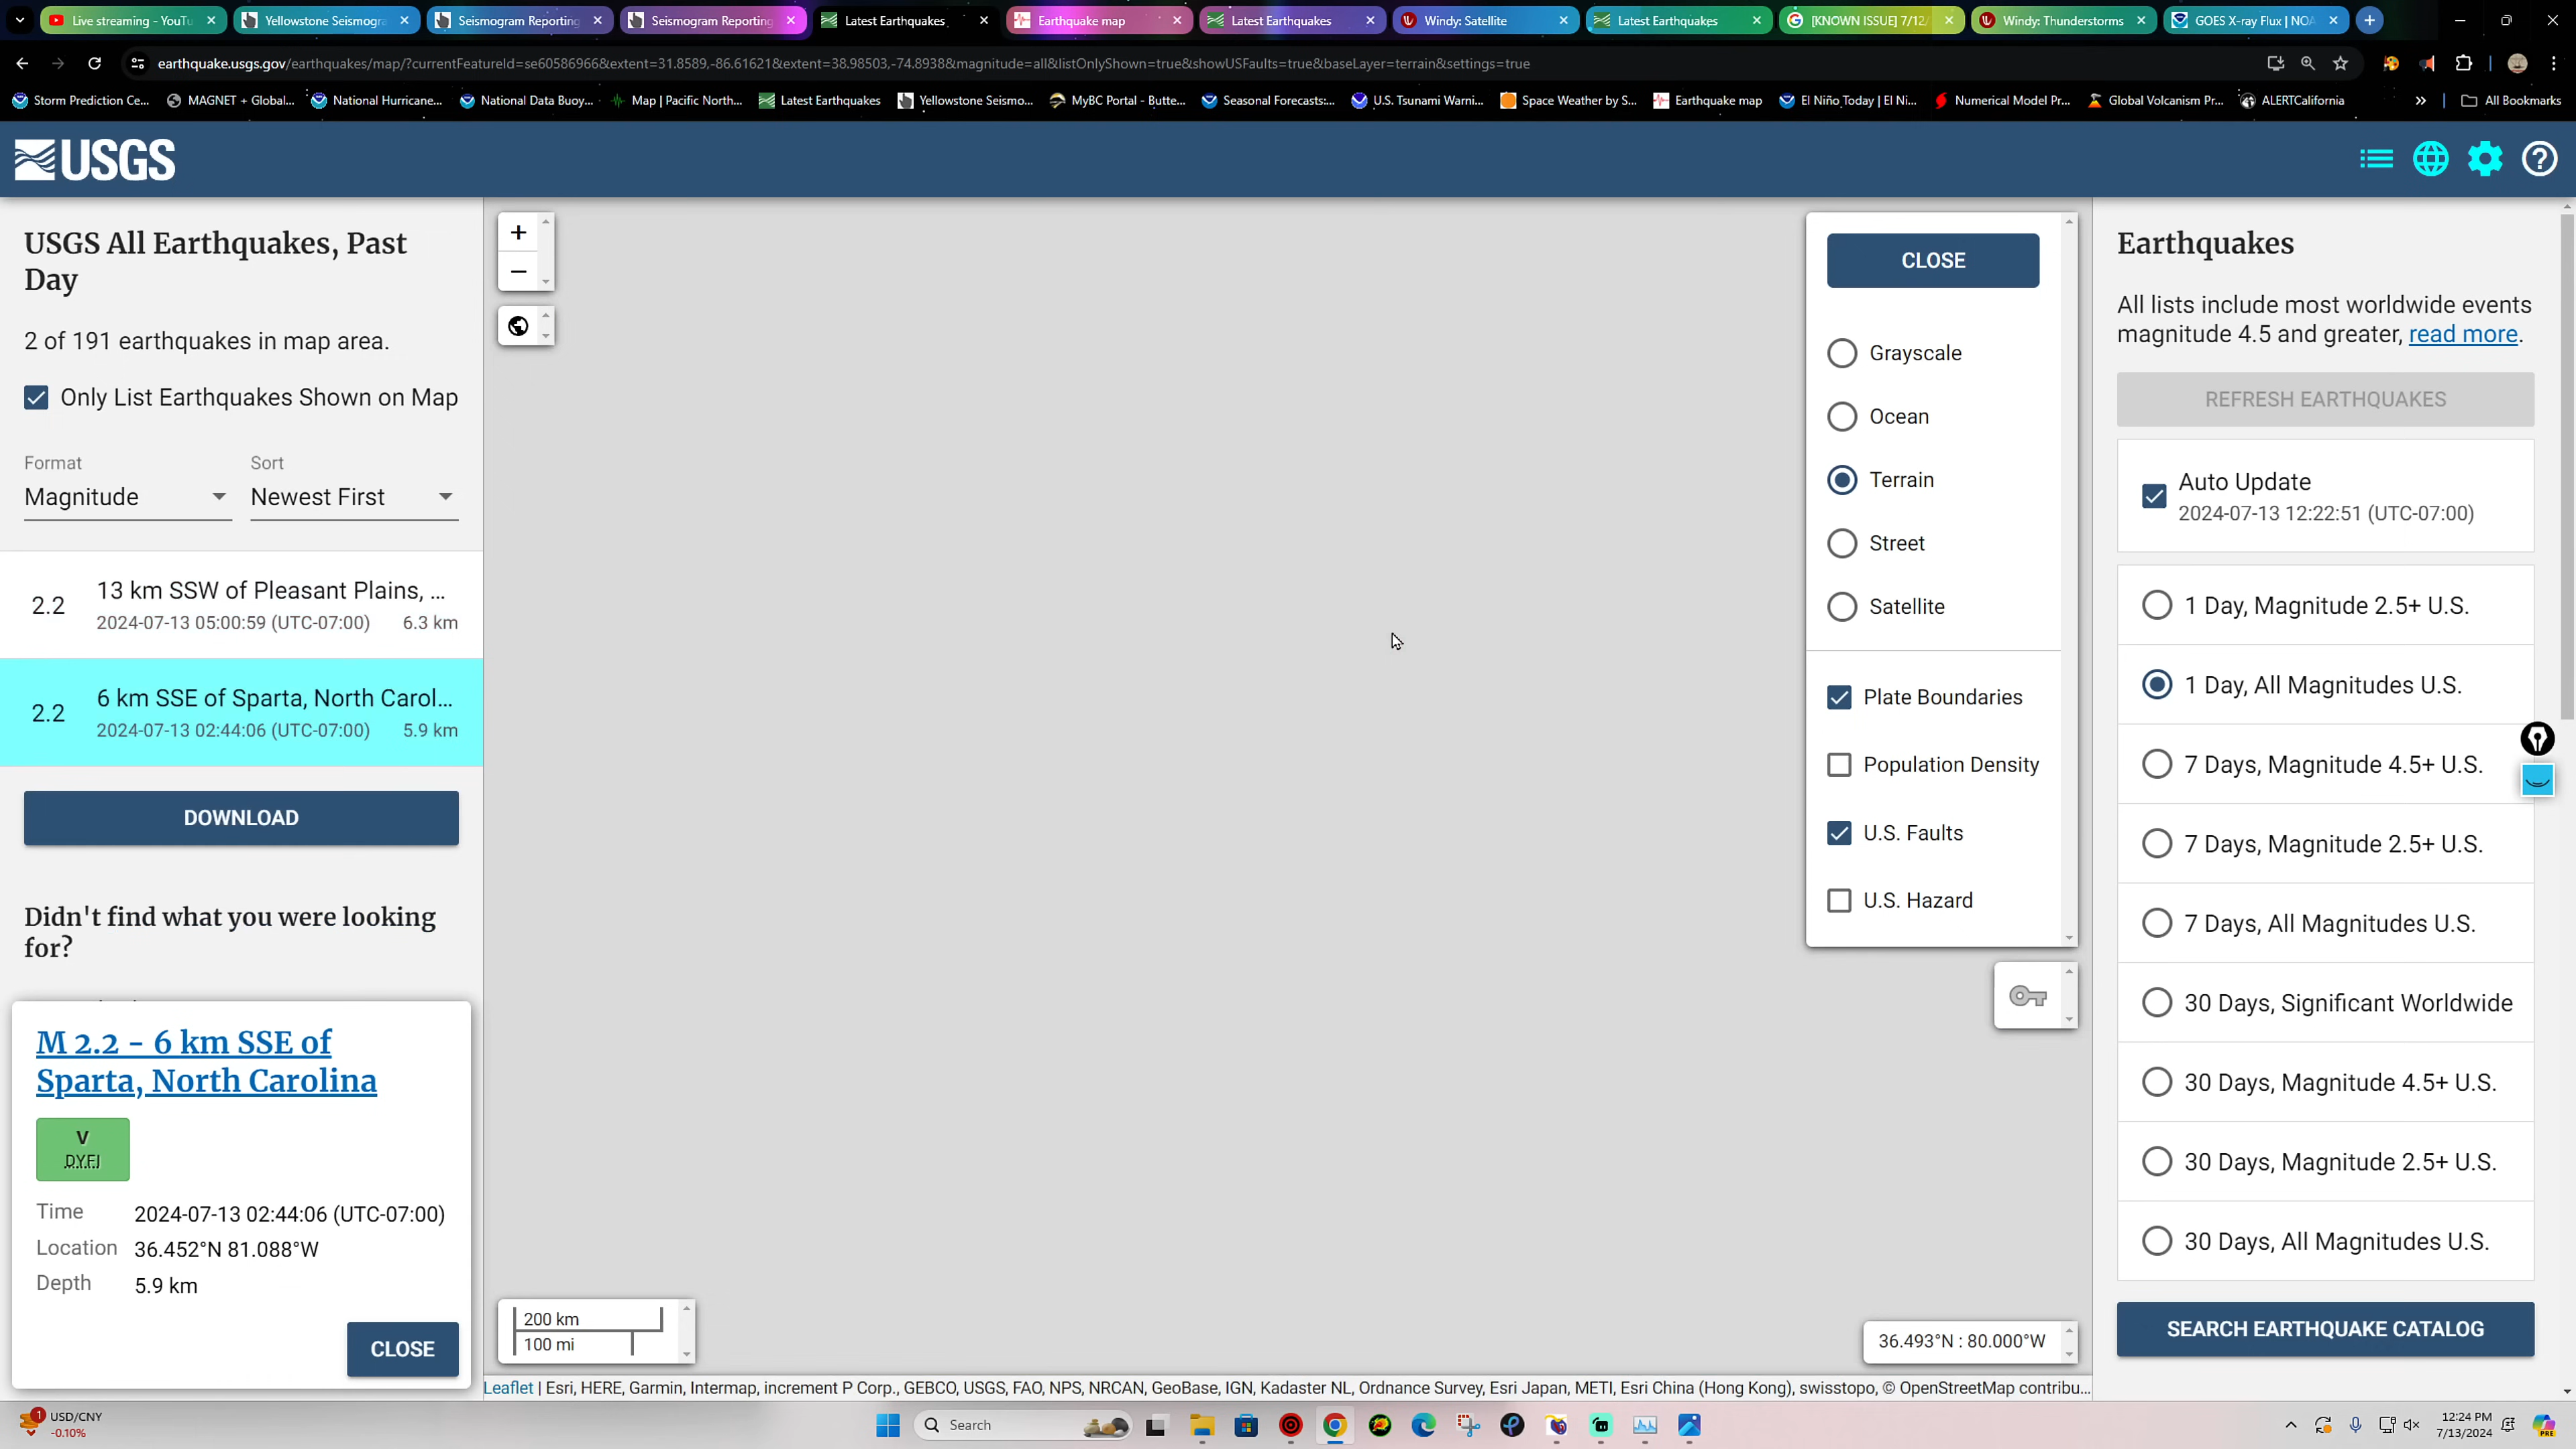 Live streaming - YouTu
Yellowstone Seismogra
Seismogram Reporting
Seismogram Reporting
Latest Earthquakes
Earthquake map
Latest Earthquakes
Windy: Satellite
Latest Earthquakes
[KNOWN ISSUE] 7/12/
Windy: Thunderstorms
GOES X-ray Flux | NOA
earthquake.usgs.gov/earthquakes/map/?currentFeatureId=se60586966&extent=31.8589,-86.61621&extent=38.98503,-74.8938&magnitude=all&listOnlyShown=true&showUSFaults=true&baseLayer=terrain&settings=true
Storm Prediction Ce...
MAGNET + Global...
National Hurricane...
National Data Buoy...
Map | Pacific North...
Latest Earthquakes
Yellowstone Seismo...
MyBC Portal - Butte...
Seasonal Forecasts:...
U.S. Tsunami Warni...
Space Weather by S...
Earthquake map
El Niño Today | El Ni...
Numerical Model Pr...
Global Volcanism Pr...
ALERTCalifornia
All Bookmarks
USGS
USGS All Earthquakes, Past
Day
2 of 191 earthquakes in map area.
Only List Earthquakes Shown on Map
Format
Magnitude
Sort
Newest First
2.2
13 km SSW of Pleasant Plains, ...
2024-07-13 05:00:59 (UTC-07:00) 6.3 km
2.2
6 km SSE of Sparta, North Carol...
2024-07-13 02:44:06 (UTC-07:00) 5.9 km
DOWNLOAD
Didn't find what you were looking
for?
M 2.2 - 6 km SSE of
Sparta, North Carolina
V
DYFI
Time 2024-07-13 02:44:06 (UTC-07:00)
Location 36.452°N 81.088°W
Depth 5.9 km
CLOSE
+
−
200 km
100 mi
CLOSE
Grayscale
Ocean
Terrain
Street
Satellite
Plate Boundaries
Population Density
U.S. Faults
U.S. Hazard
36.493°N : 80.000°W
Leaflet | Esri, HERE, Garmin, Intermap, increment P Corp., GEBCO, USGS, FAO, NPS, NRCAN, GeoBase, IGN, Kadaster NL, Ordnance Survey, Esri Japan, METI, Esri China (Hong Kong), swisstopo, © OpenStreetMap contribu...
Earthquakes
All lists include most worldwide events
magnitude 4.5 and greater, read more.
REFRESH EARTHQUAKES
Auto Update
2024-07-13 12:22:51 (UTC-07:00)
1 Day, Magnitude 2.5+ U.S.
1 Day, All Magnitudes U.S.
7 Days, Magnitude 4.5+ U.S.
7 Days, Magnitude 2.5+ U.S.
7 Days, All Magnitudes U.S.
30 Days, Significant Worldwide
30 Days, Magnitude 4.5+ U.S.
30 Days, Magnitude 2.5+ U.S.
30 Days, All Magnitudes U.S.
SEARCH EARTHQUAKE CATALOG
1
USD/CNY
-0.10%
Search
12:24 PM
7/13/2024
PRE